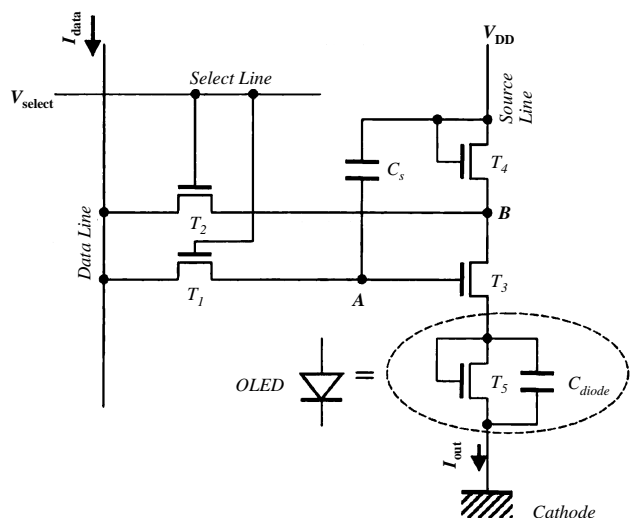 I_data
V_DD
Select Line
V_select
Source Line
T_4
C_s
B
T_2
Data Line
T_1
A
T_3
OLED
=
T_5
C_diode
I_out
Cathode